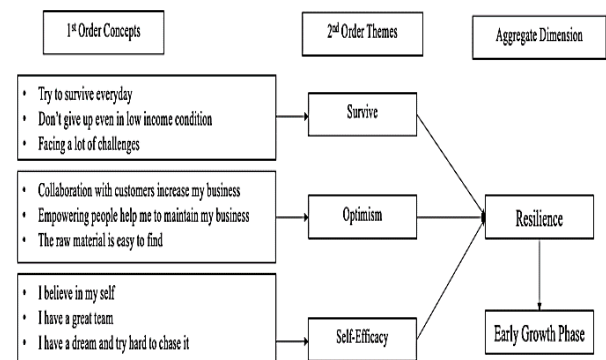 1st Order Concepts
2nd Order Themes
Aggregate Dimension
• Try to survive everyday
• Don't give up even in low income condition
• Facing a lot of challenges
Survive
• Collaboration with customers increase my business
• Empowering people help me to maintain my business
• The raw material is easy to find
Optimism
Resilience
• I believe in my self
• I have a great team
• I have a dream and try hard to chase it
Self-Efficacy
Early Growth Phase